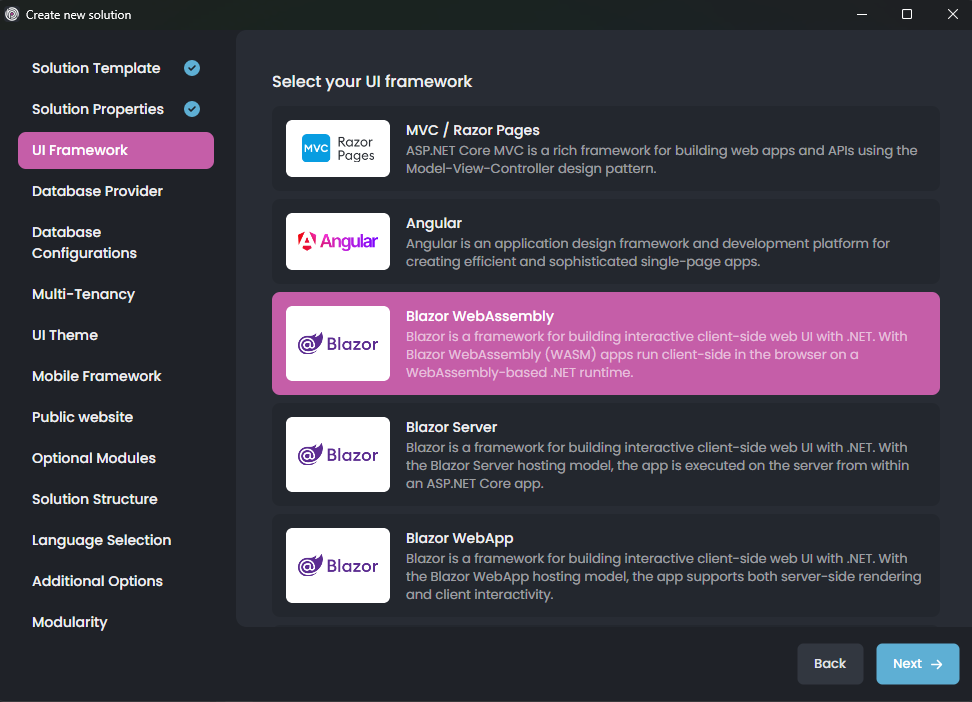 Create new solution
Solution Template
Solution Properties
UI Framework
Database Provider
Database
Configurations
Multi-Tenancy
UI Theme
Mobile Framework
Public website
Optional Modules
Solution Structure
Language Selection
Additional Options
Modularity
Select your UI framework
MVC
Razor
Pages
MVC / Razor Pages
ASP.NET Core MVC is a rich framework for building web apps and APIs using the
Model-View-Controller design pattern.
Angular
Angular
Angular is an application design framework and development platform for
creating efficient and sophisticated single-page apps.
Blazor
Blazor WebAssembly
Blazor is a framework for building interactive client-side web UI with .NET. With
Blazor WebAssembly (WASM) apps run client-side in the browser on a
WebAssembly-based .NET runtime.
Blazor
Blazor Server
Blazor is a framework for building interactive client-side web UI with .NET. With
the Blazor Server hosting model, the app is executed on the server from within
an ASP.NET Core app.
Blazor
Blazor WebApp
Blazor is a framework for building interactive client-side web UI with .NET. With
the Blazor WebApp hosting model, the app supports both server-side rendering
and client interactivity.
Back
Next →